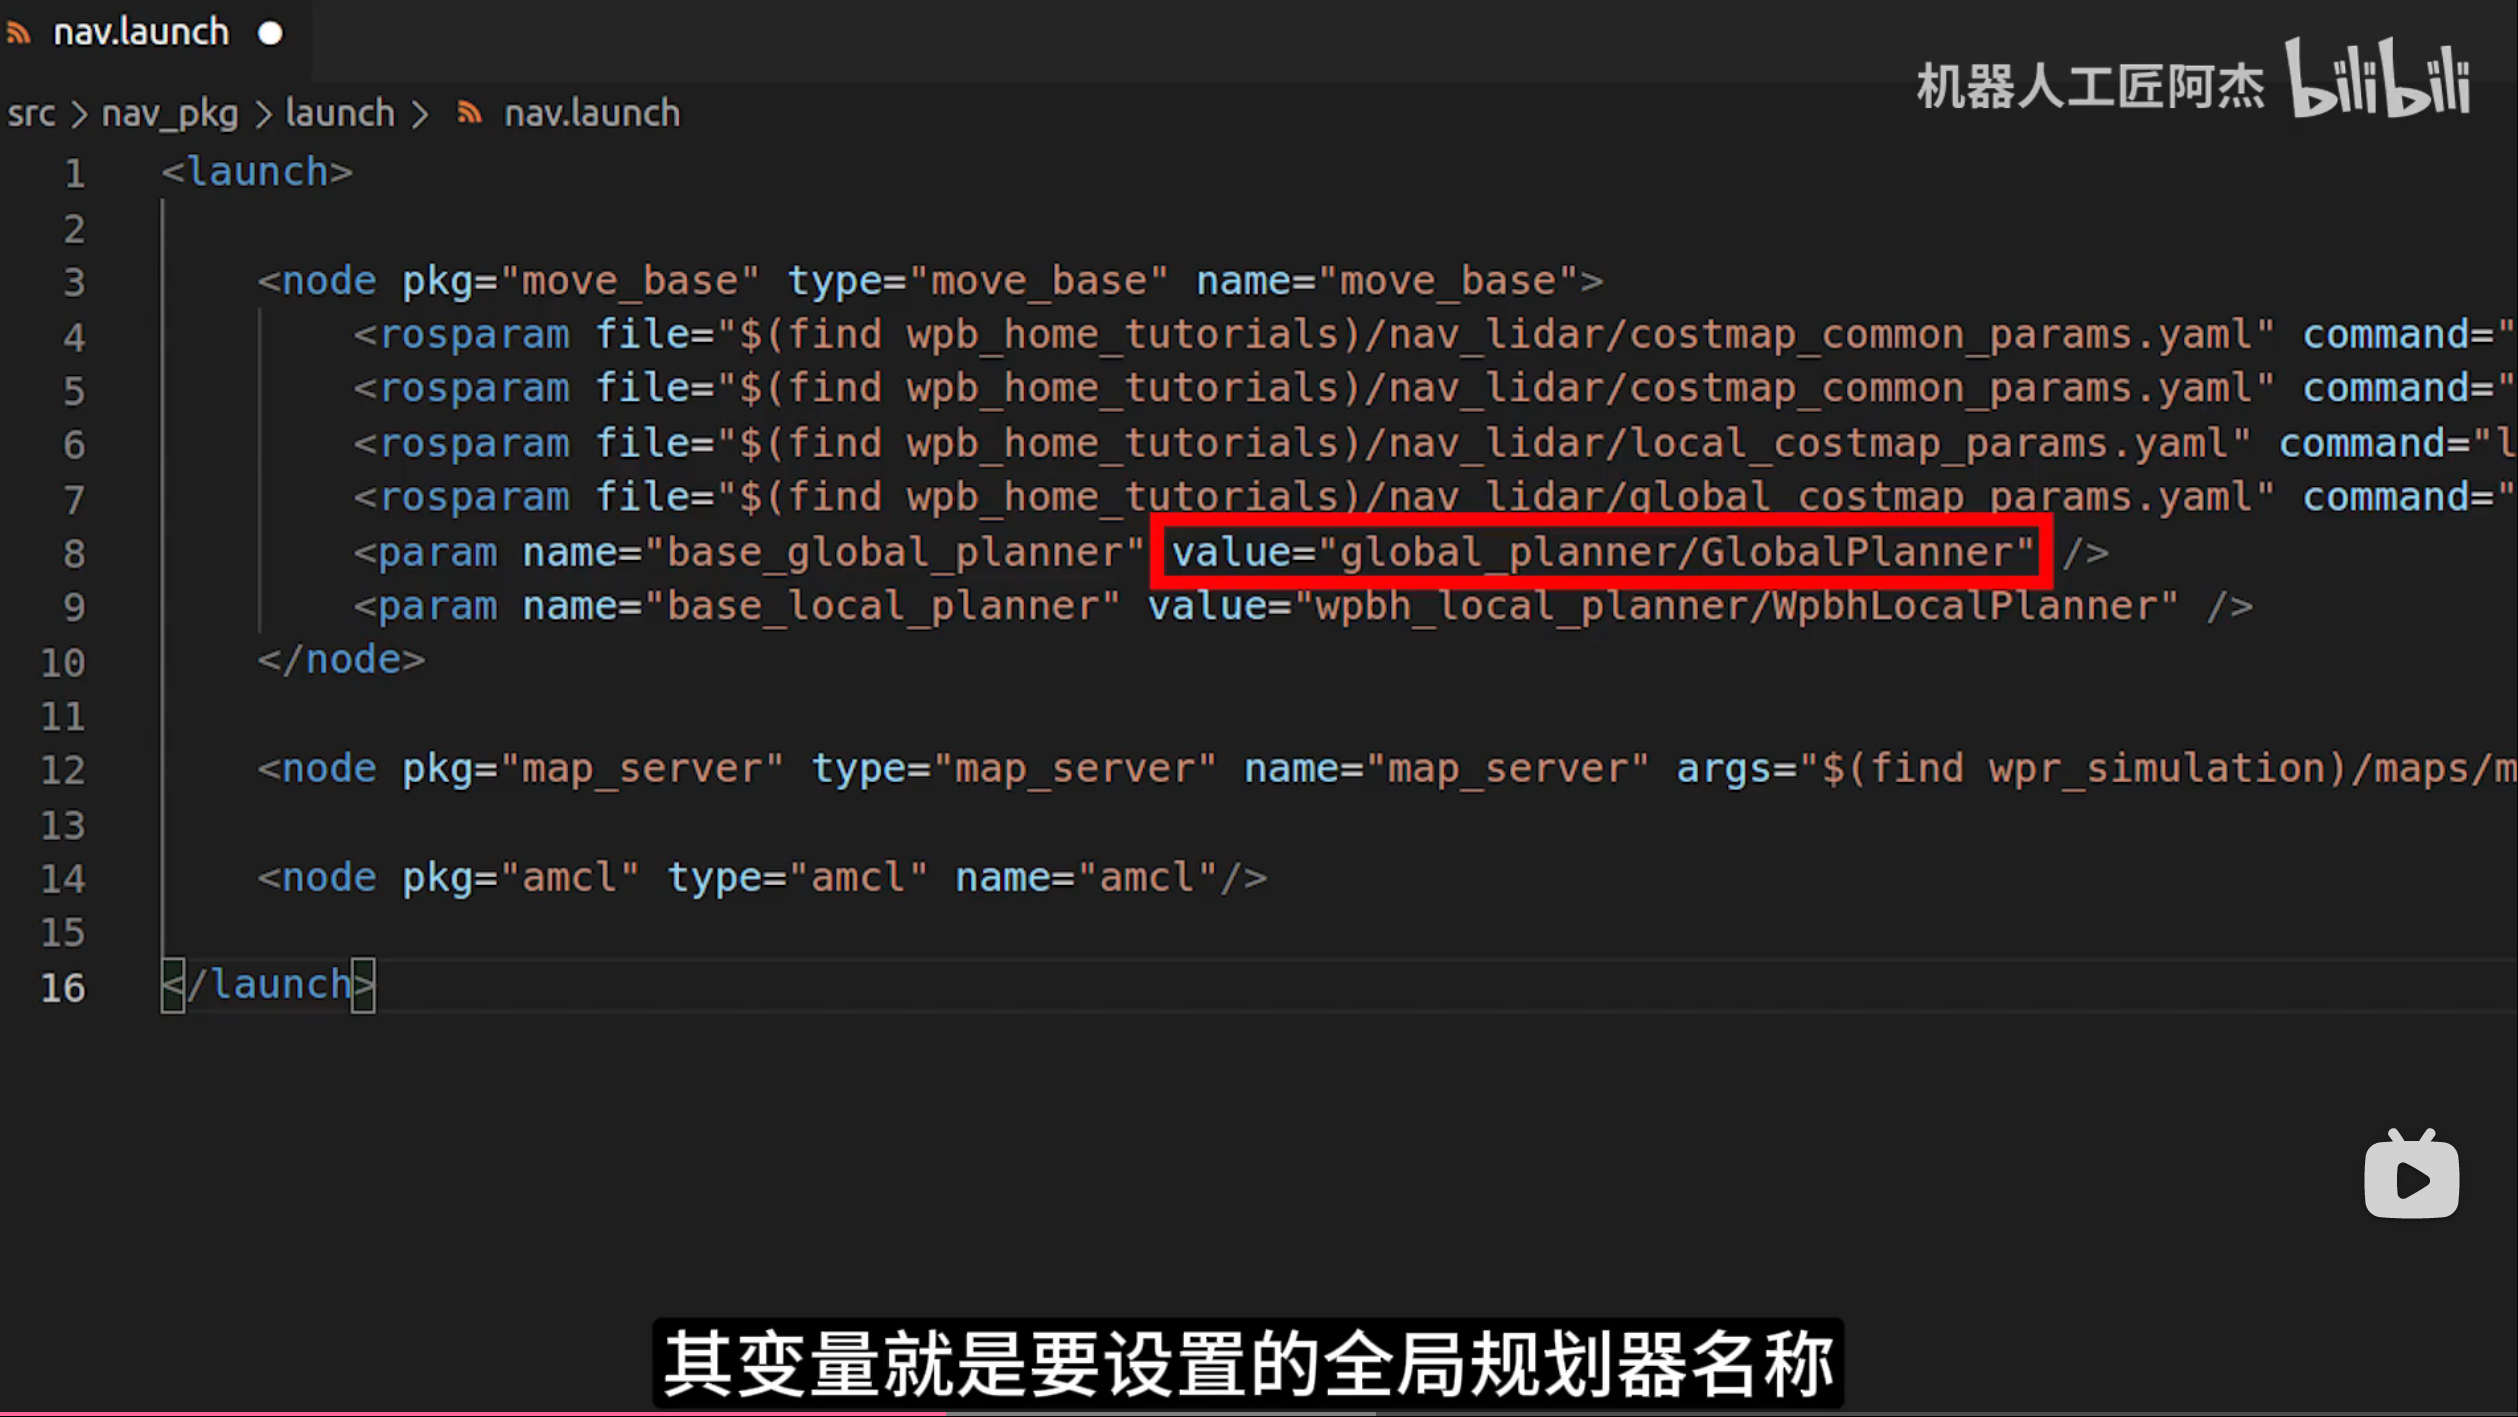 nav.launch
机器人工匠阿杰 bilibili
src > nav_pkg > launch > nav.launch
1 <launch>
2
3 <node pkg="move_base" type="move_base" name="move_base">
4 <rosparam file="$(find wpb_home_tutorials)/nav_lidar/costmap_common_params.yaml" command="
5 <rosparam file="$(find wpb_home_tutorials)/nav_lidar/costmap_common_params.yaml" command="
6 <rosparam file="$(find wpb_home_tutorials)/nav_lidar/local_costmap_params.yaml" command="l
7 <rosparam file="$(find wpb_home_tutorials)/nav_lidar/global_costmap_params.yaml" command="
8 <param name="base_global_planner" value="global_planner/GlobalPlanner" />
9 <param name="base_local_planner" value="wpbh_local_planner/WpbhLocalPlanner" />
10 </node>
11
12 <node pkg="map_server" type="map_server" name="map_server" args="$(find wpr_simulation)/maps/m
13
14 <node pkg="amcl" type="amcl" name="amcl"/>
15
16 </launch>
其变量就是要设置的全局规划器名称